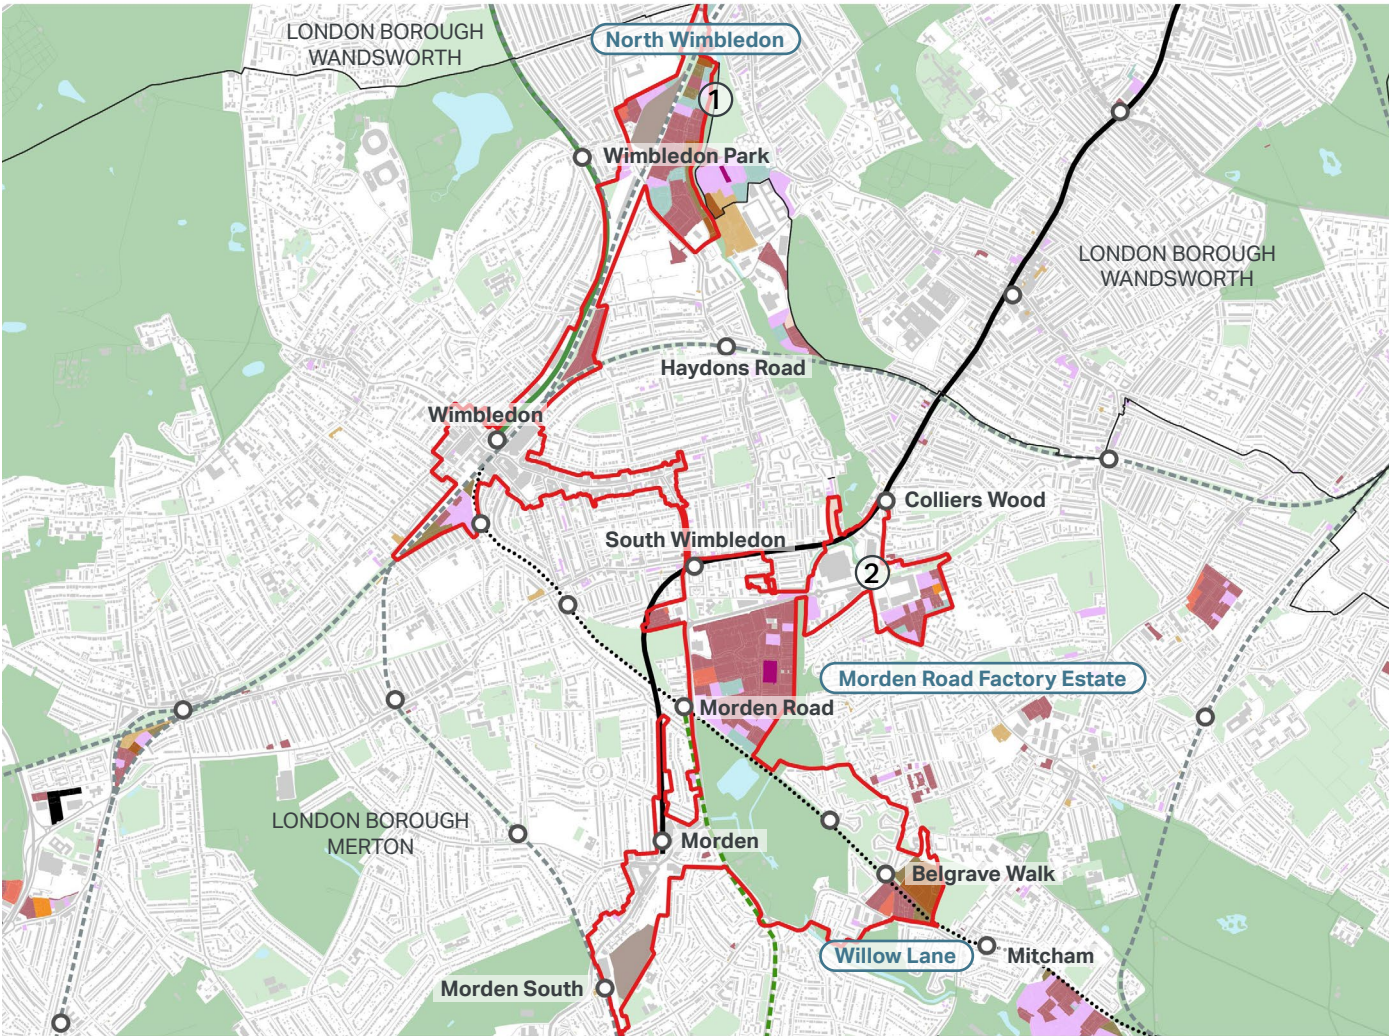 LONDON BOROUGH
WANDSWORTH
North Wimbledon
1
Wimbledon Park
LONDON BOROUGH
WANDSWORTH
Haydons Road
Wimbledon
Colliers Wood
South Wimbledon
2
Morden Road Factory Estate
Morden Road
LONDON BOROUGH
MERTON
Morden
Belgrave Walk
Willow Lane
Mitcham
Morden South